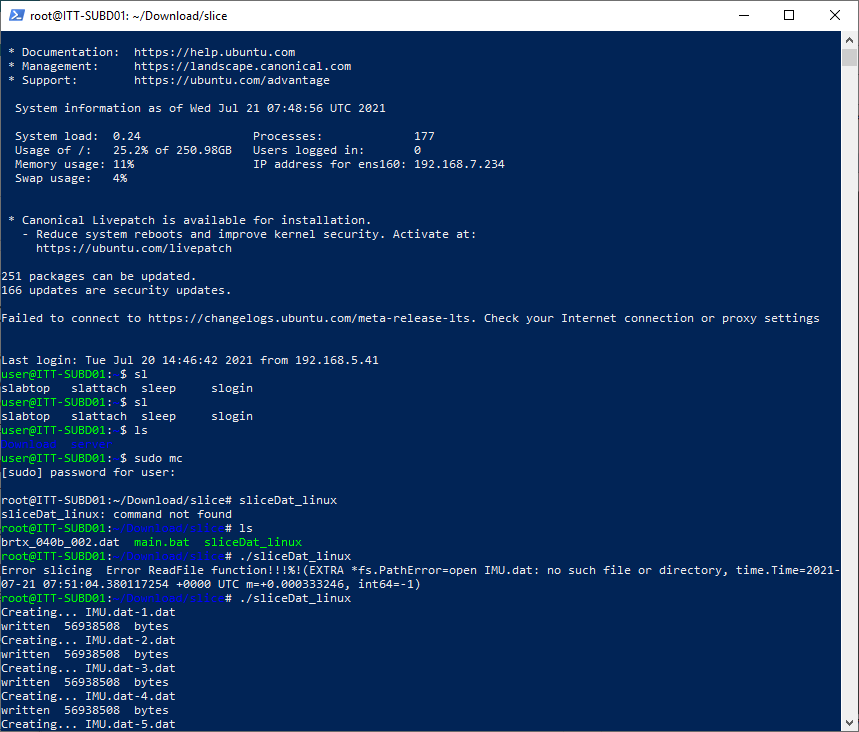 root@ITT-SUBD01: ~/Download/slice
* Documentation:  https://help.ubuntu.com
* Management:     https://landscape.canonical.com
* Support:        https://ubuntu.com/advantage
System information as of Wed Jul 21 07:48:56 UTC 2021
System load:  0.24                Processes:             177
Usage of /:   25.2% of 250.98GB   Users logged in:       0
Memory usage: 11%                 IP address for ens160: 192.168.7.234
Swap usage:   4%
* Canonical Livepatch is available for installation.
- Reduce system reboots and improve kernel security. Activate at:
https://ubuntu.com/livepatch
251 packages can be updated.
166 updates are security updates.
Failed to connect to https://changelogs.ubuntu.com/meta-release-lts. Check your Internet connection or proxy settings
Last login: Tue Jul 20 14:46:42 2021 from 192.168.5.41
user@ITT-SUBD01:~$ sl
slabtop   slattach  sleep     slogin
user@ITT-SUBD01:~$ sl
slabtop   slattach  sleep     slogin
user@ITT-SUBD01:~$ ls
Download  server
user@ITT-SUBD01:~$ sudo mc
[sudo] password for user:
root@ITT-SUBD01:~/Download/slice# sliceDat_linux
sliceDat_linux: command not found
root@ITT-SUBD01:~/Download/slice# ls
brtx_040b_002.dat  main.bat  sliceDat_linux
root@ITT-SUBD01:~/Download/slice# ./sliceDat_linux
Error slicing  Error ReadFile function!!!%!(EXTRA *fs.PathError=open IMU.dat: no such file or directory, time.Time=2021-
07-21 07:51:04.380117254 +0000 UTC m=+0.000333246, int64=-1)
root@ITT-SUBD01:~/Download/slice# ./sliceDat_linux
Creating... IMU.dat-1.dat
written  56938508  bytes
Creating... IMU.dat-2.dat
written  56938508  bytes
Creating... IMU.dat-3.dat
written  56938508  bytes
Creating... IMU.dat-4.dat
written  56938508  bytes
Creating... IMU.dat-5.dat